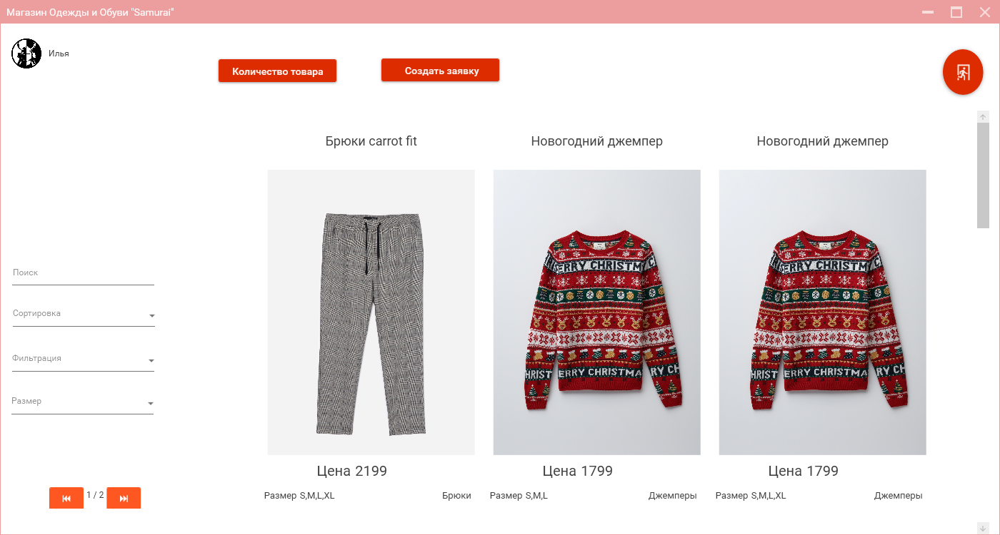 Магазин Одежды и Обуви "Samurai"
Илья
Количество товара
Создать заявку
Брюки carrot fit
Новогодний джемпер
Новогодний джемпер
ERRY CHRISTM
ERRY CHRISTM
Поиск
Сортировка
Фильтрация
Размер
HRIST ERRY CHRISTMA RY CH
HRIST ERRY CHRISTMA RY CH
Цена 2199
Цена 1799
Цена 1799
1 / 2
Размер S,M,L,XL
Брюки
Размер S,M,L
Джемперы
Размер S,M,L,XL
Джемперы